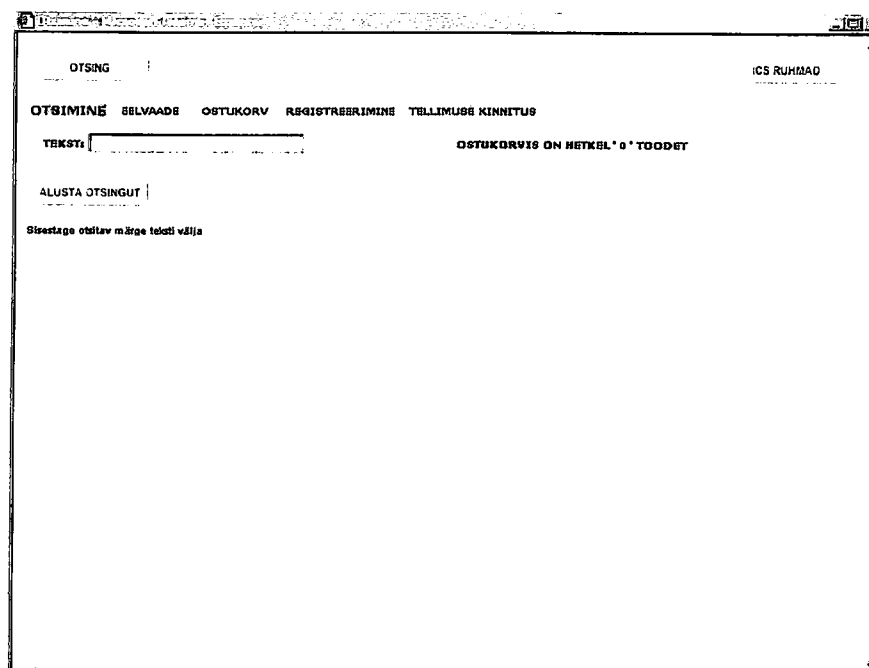 OTSING
ICS RUHMAD
OTSIMINE EELVAADE OSTUKORV REGISTREERIMINE TELLIMUSE KINNITUS
TEKST: OSTUKORVIS ON HETKEL " 0 " TOODET
ALUSTA OTSINGUT
Sisestage otsitav märge teksti välja